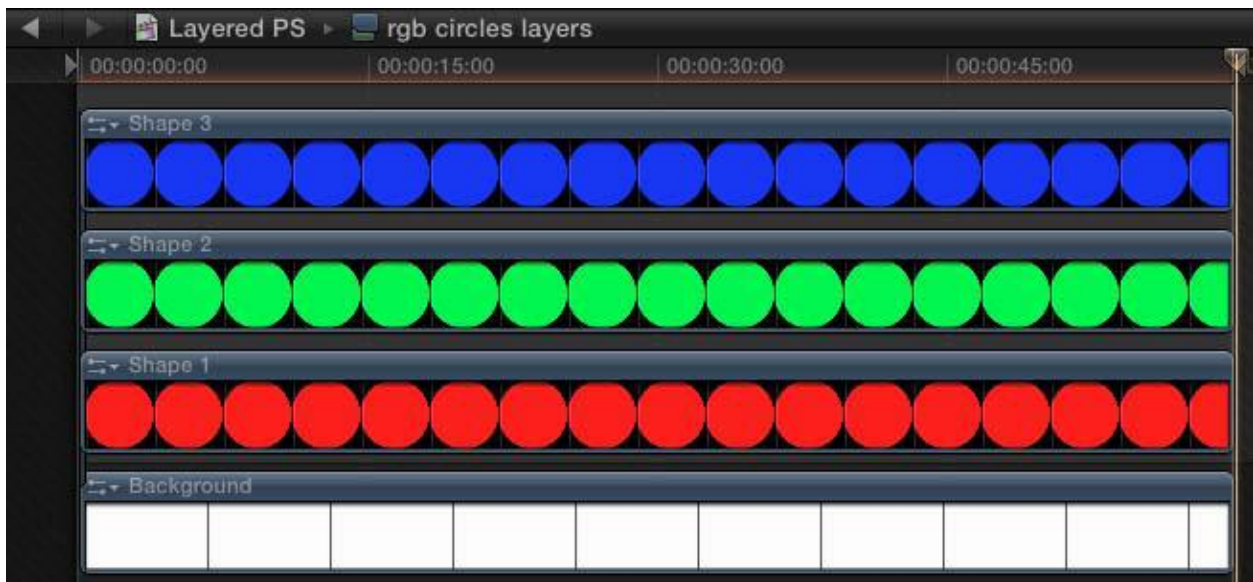 Layered PS rgb circles layers
00:00:00:00 00:00:15:00 00:00:30:00 00:00:45:00
Shape 3
Shape 2
Shape 1
Background